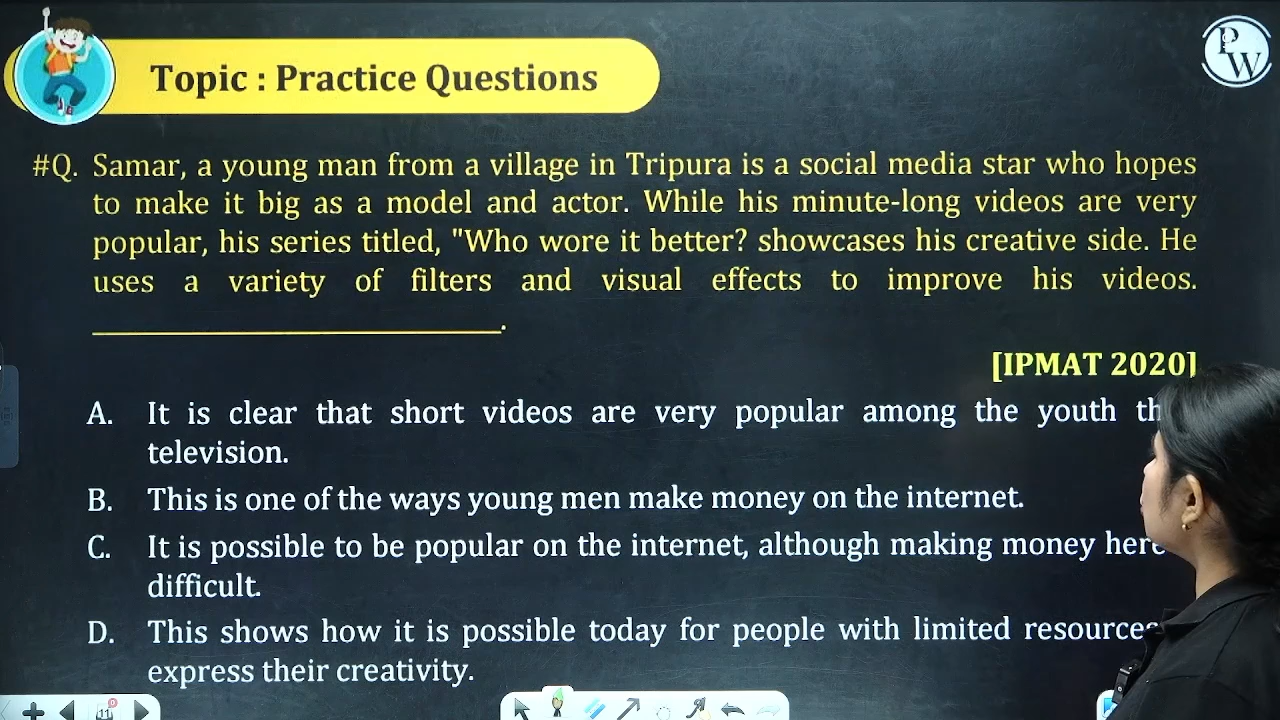 Topic : Practice Questions
PW
#Q. Samar, a young man from a village in Tripura is a social media star who hopes
to make it big as a model and actor. While his minute-long videos are very
popular, his series titled, "Who wore it better? showcases his creative side. He
uses a variety of filters and visual effects to improve his videos.
____________________________.
[IPMAT 2020]
A. It is clear that short videos are very popular among the youth
television.
B. This is one of the ways young men make money on the internet.
C. It is possible to be popular on the internet, although making money here
difficult.
D. This shows how it is possible today for people with limited resources
express their creativity.
11